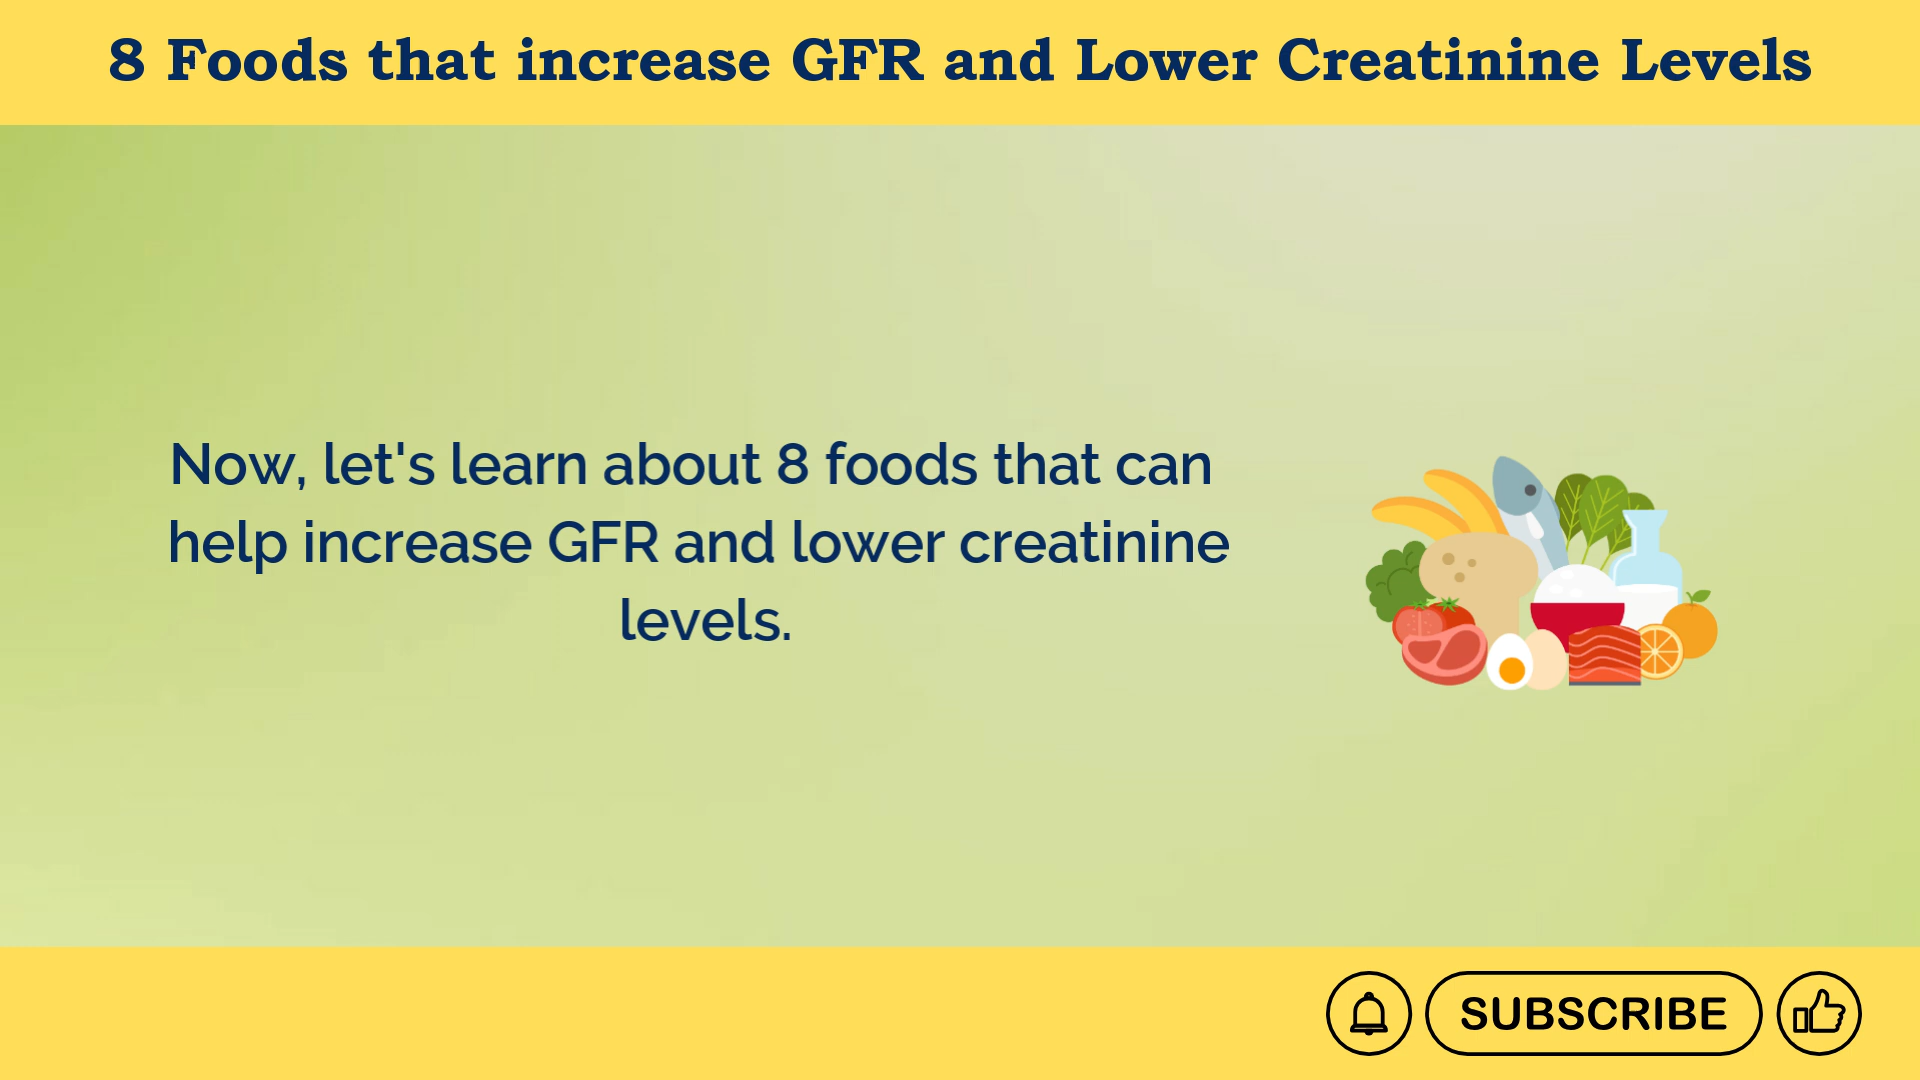 8 Foods that increase GFR and Lower Creatinine Levels
Now, let's learn about 8 foods that can
help increase GFR and lower creatinine
levels.
SUBSCRIBE